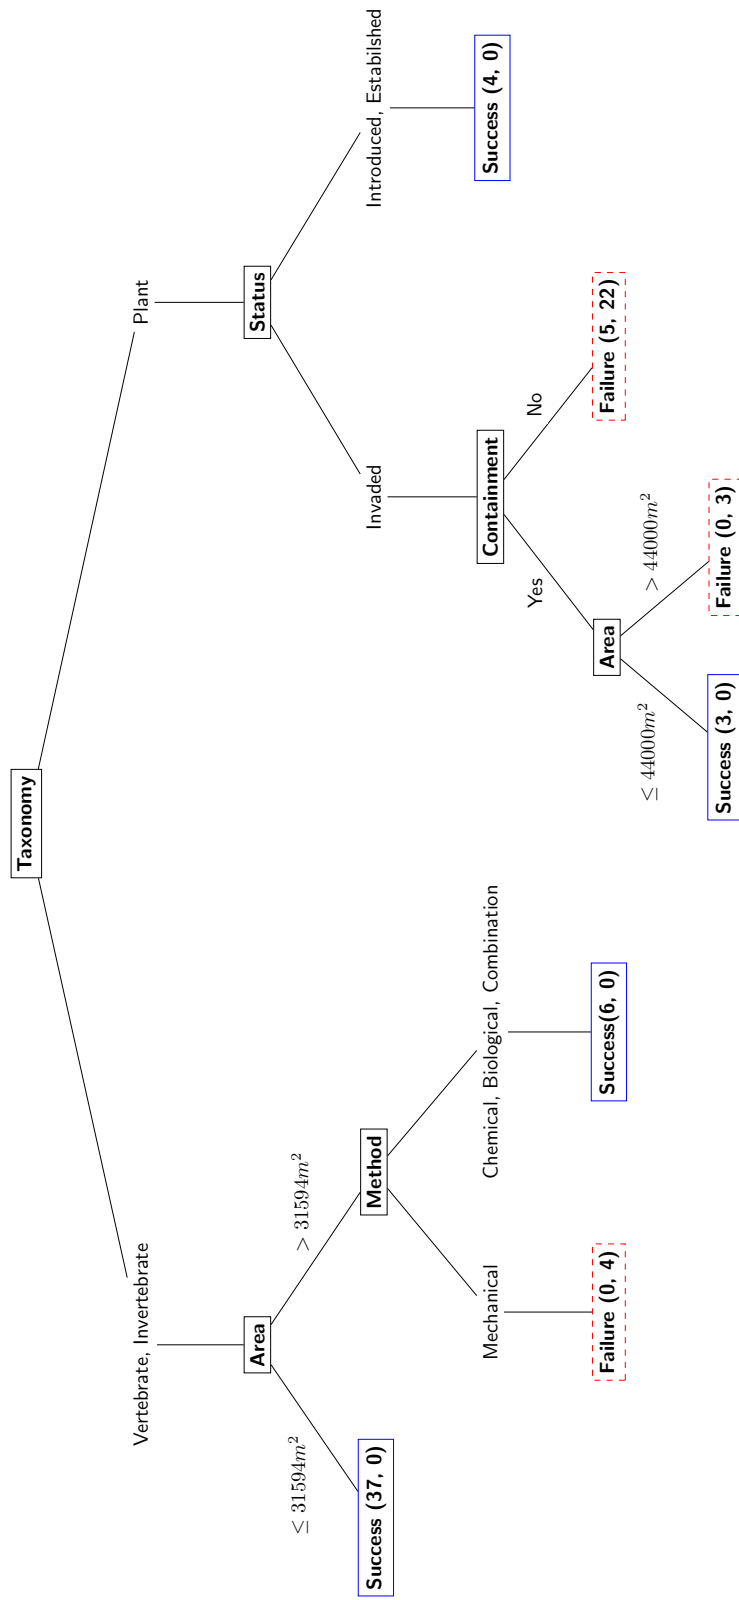 Taxonomy
Vertebrate, Invertebrate
Plant
Area
Status
≤ 31594m²
> 31594m²
Invaded
Introduced, Estabilshed
Success (37, 0)
Method
Containment
Success (4, 0)
Mechanical
Chemical, Biological, Combination
Yes
No
Failure (0, 4)
Success(6, 0)
Area
Failure (5, 22)
≤ 44000m²
> 44000m²
Success (3, 0)
Failure (0, 3)